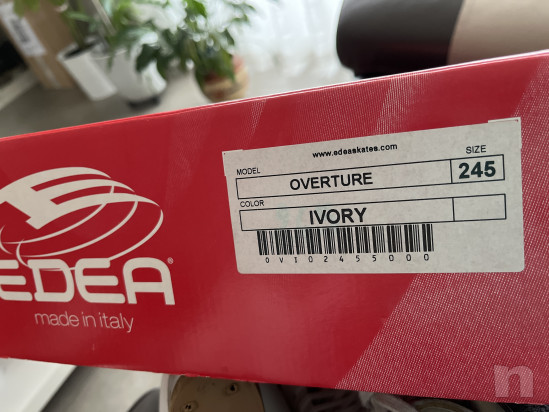 www.edeaskates.com
MODEL
OVERTURE
SIZE
245
COLOR
IVORY
0V102455000
EDEA®
made in italy
n